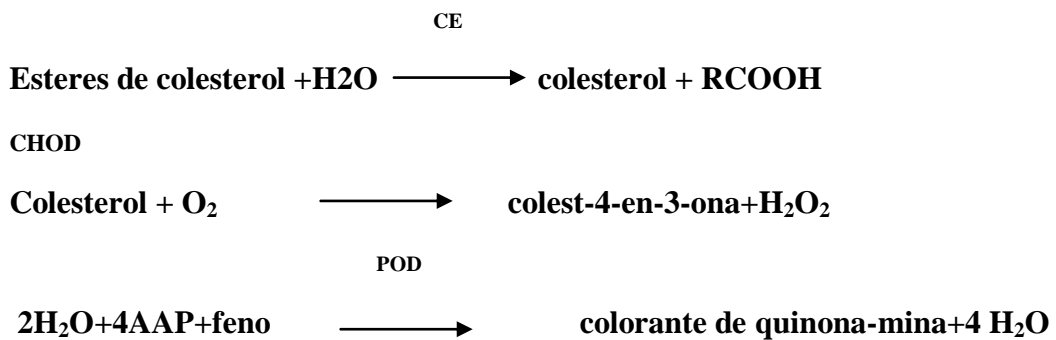 CE
Esteres de colesterol +H2O ⟶ colesterol + RCOOH
CHOD
Colesterol + O₂ ⟶ colest-4-en-3-ona+H₂O₂
POD
2H₂O+4AAP+feno ⟶ colorante de quinona-mina+4 H₂O